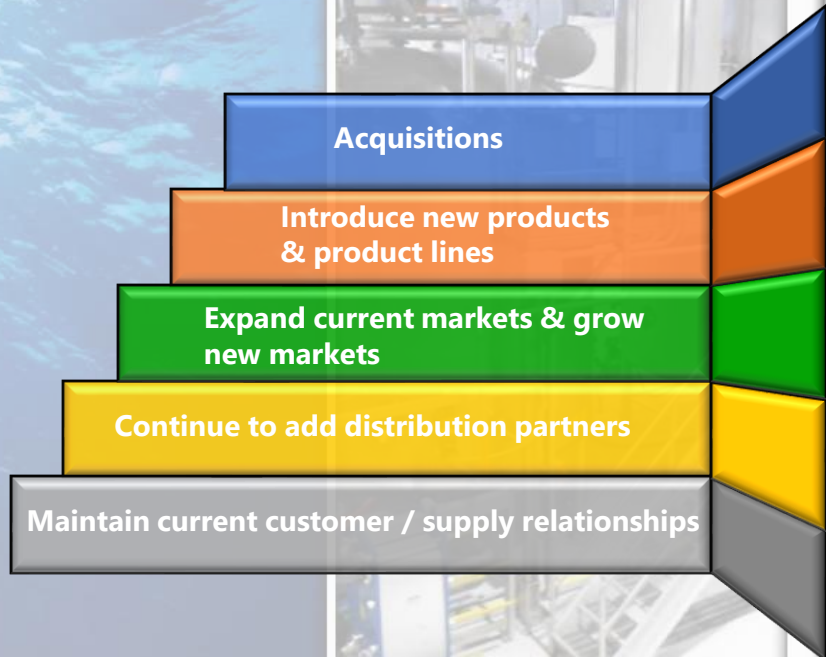 Acquisitions
Introduce new products
& product lines
Expand current markets & grow
new markets
Continue to add distribution partners
Maintain current customer / supply relationships